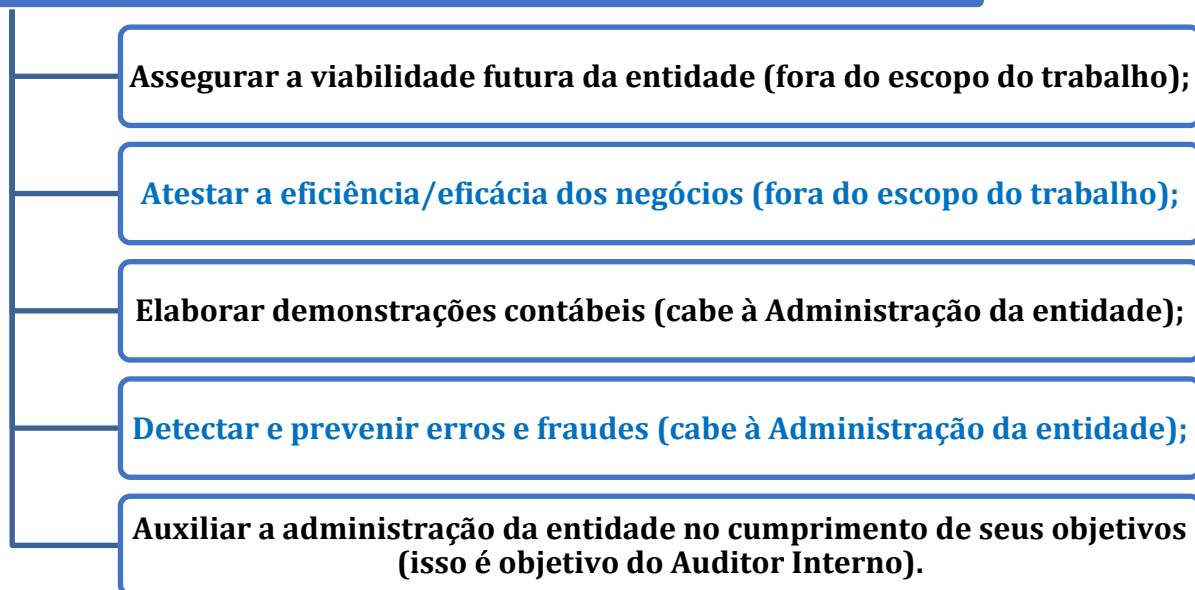 Assegurar a viabilidade futura da entidade (fora do escopo do trabalho);
Atestar a eficiência/eficácia dos negócios (fora do escopo do trabalho);
Elaborar demonstrações contábeis (cabe à Administração da entidade);
Detectar e prevenir erros e fraudes (cabe à Administração da entidade);
Auxiliar a administração da entidade no cumprimento de seus objetivos
(isso é objetivo do Auditor Interno).